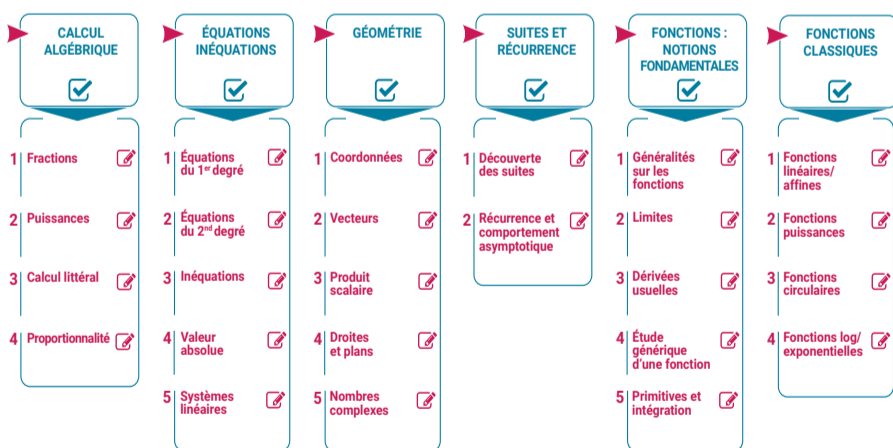 CALCUL
ALGÉBRIQUE
1 Fractions
2 Puissances
3 Calcul littéral
4 Proportionnalité
ÉQUATIONS
INÉQUATIONS
1 Équations
du 1er degré
2 Équations
du 2nd degré
3 Inéquations
4 Valeur
absolue
5 Systèmes
linéaires
GÉOMÉTRIE
1 Coordonnées
2 Vecteurs
3 Produit
scalaire
4 Droites
et plans
5 Nombres
complexes
SUITES ET
RÉCURRENCE
1 Découverte
des suites
2 Récurrence et
comportement
asymptotique
FONCTIONS :
NOTIONS
FONDAMENTALES
1 Généralités
sur les
fonctions
2 Limites
3 Dérivées
usuelles
4 Étude
générique
d'une fonction
5 Primitives et
intégration
FONCTIONS
CLASSIQUES
1 Fonctions
linéaires/
affines
2 Fonctions
puissances
3 Fonctions
circulaires
4 Fonctions log/
exponentielles